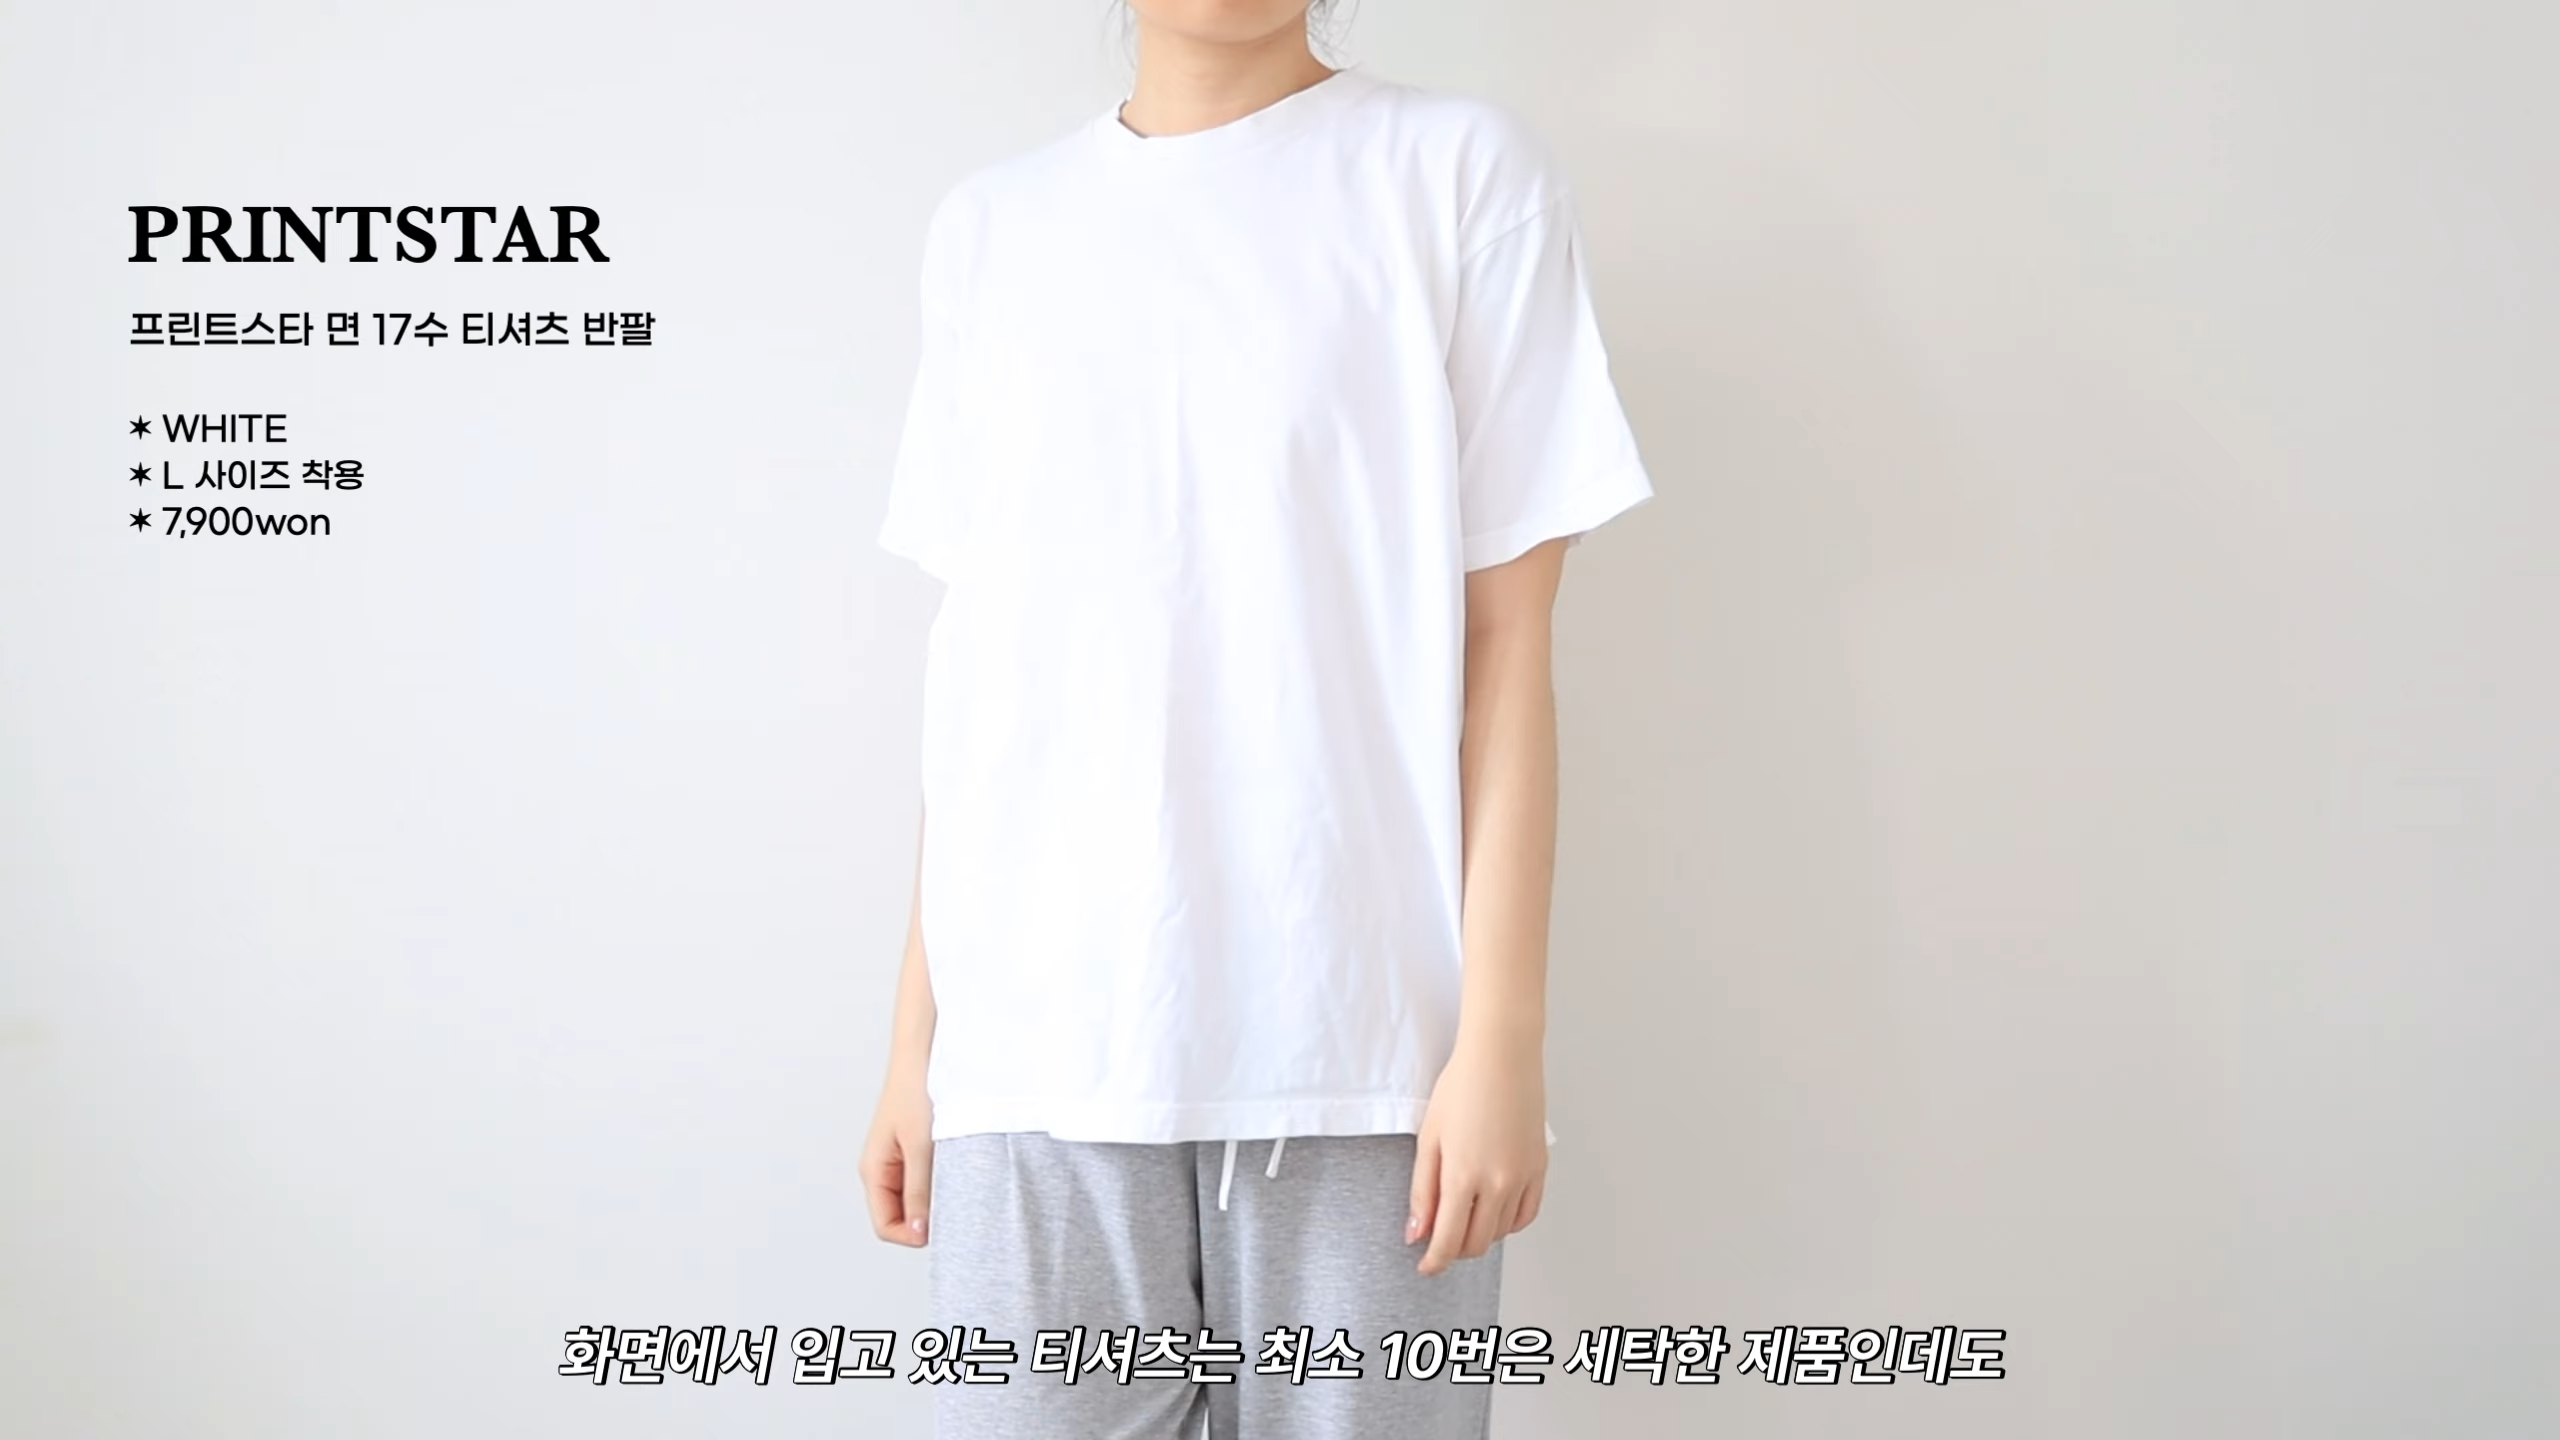 PRINTSTAR
프린트스타 면 17수 티셔츠 반팔
✶ WHITE
✶ L 사이즈 착용
✶ 7,900won
화면에서 입고 있는 티셔츠는 최소 10번은 세탁한 제품인데도